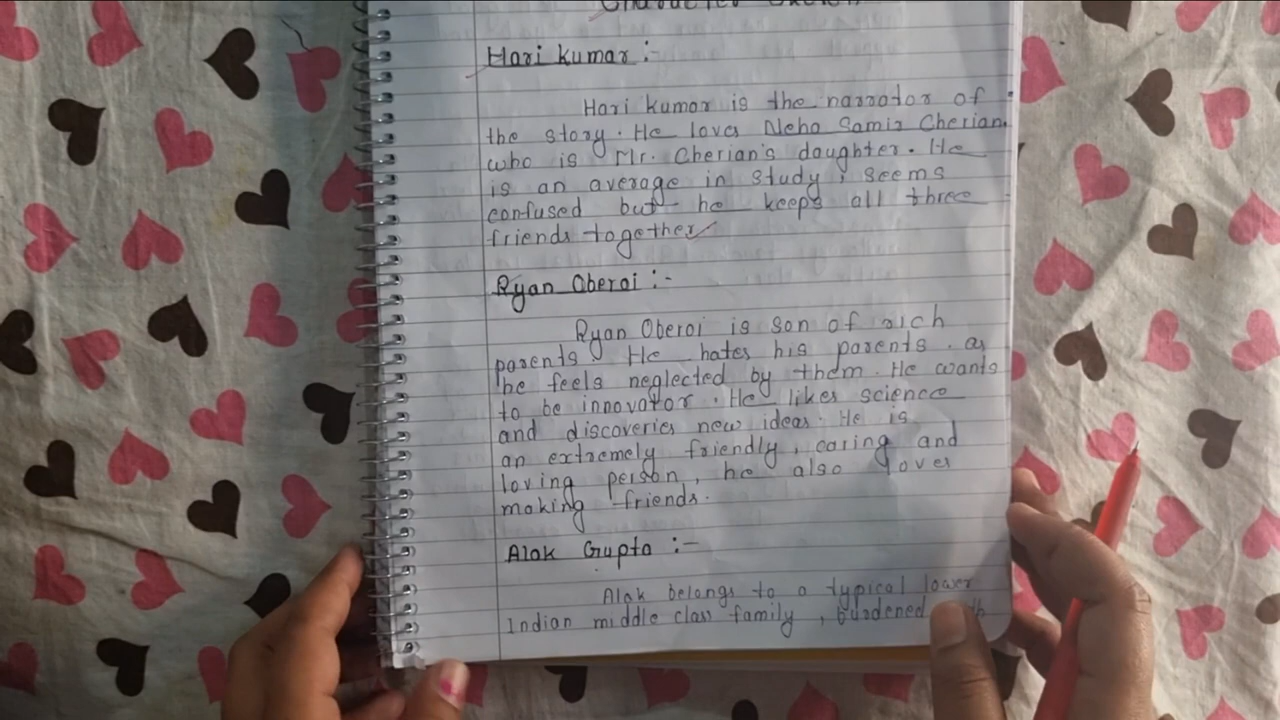 Character Sketch
Hari Kumar :-
Hari Kumar is the narrator of
the story. He loves Neha Samir Cherian.
who is Mr. Cherian's daughter. He
is an average in study, seems
confused but he keeps all three
friends together
Ryan Oberoi :-
Ryan Oberoi is son of rich
parents. He hates his parents. as
he feels neglected by them. He wants
to be innovator. He likes science
and discoveries new ideas. He is
an extremely friendly, caring and
loving person, he also loves
making friends.
Alok Gupta :-
Alok belongs to a typical lower
Indian middle class family, burdened